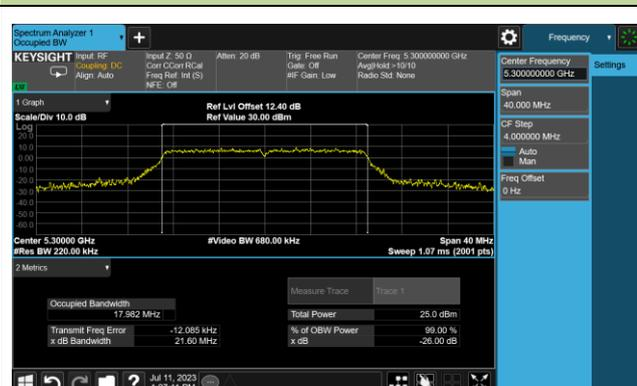 Spectrum Analyzer 1
Occupied BW
Frequency
KEYSIGHT Input: RF Input Z: 50 Ω Atten: 20 dB Trig: Free Run Center Freq: 5.300000000 GHz
Coupling: DC Corr CCorr RCal Gate: Off Avg|Hold:>10/10
Align: Auto Freq Ref: Int (S) #IF Gain: Low Radio Std: None
NFE: Off
Center Frequency
5.300000000 GHz
Settings
Span
40.000 MHz
CF Step
4.000000 MHz
Auto
Man
Freq Offset
0 Hz
1 Graph
Ref Lvl Offset 12.40 dB
Scale/Div 10.0 dB Ref Value 30.00 dBm
Log
20.0
10.0
0.00
-10.0
-20.0
-30.0
-40.0
-50.0
-60.0
Center 5.30000 GHz #Video BW 680.00 kHz Span 40 MHz
#Res BW 220.00 kHz Sweep 1.07 ms (2001 pts)
2 Metrics
Measure Trace Trace 1
Occupied Bandwidth
17.982 MHz Total Power 25.0 dBm
Transmit Freq Error -12.085 kHz % of OBW Power 99.00 %
x dB Bandwidth 21.60 MHz x dB -26.00 dB
Jul 11, 2023